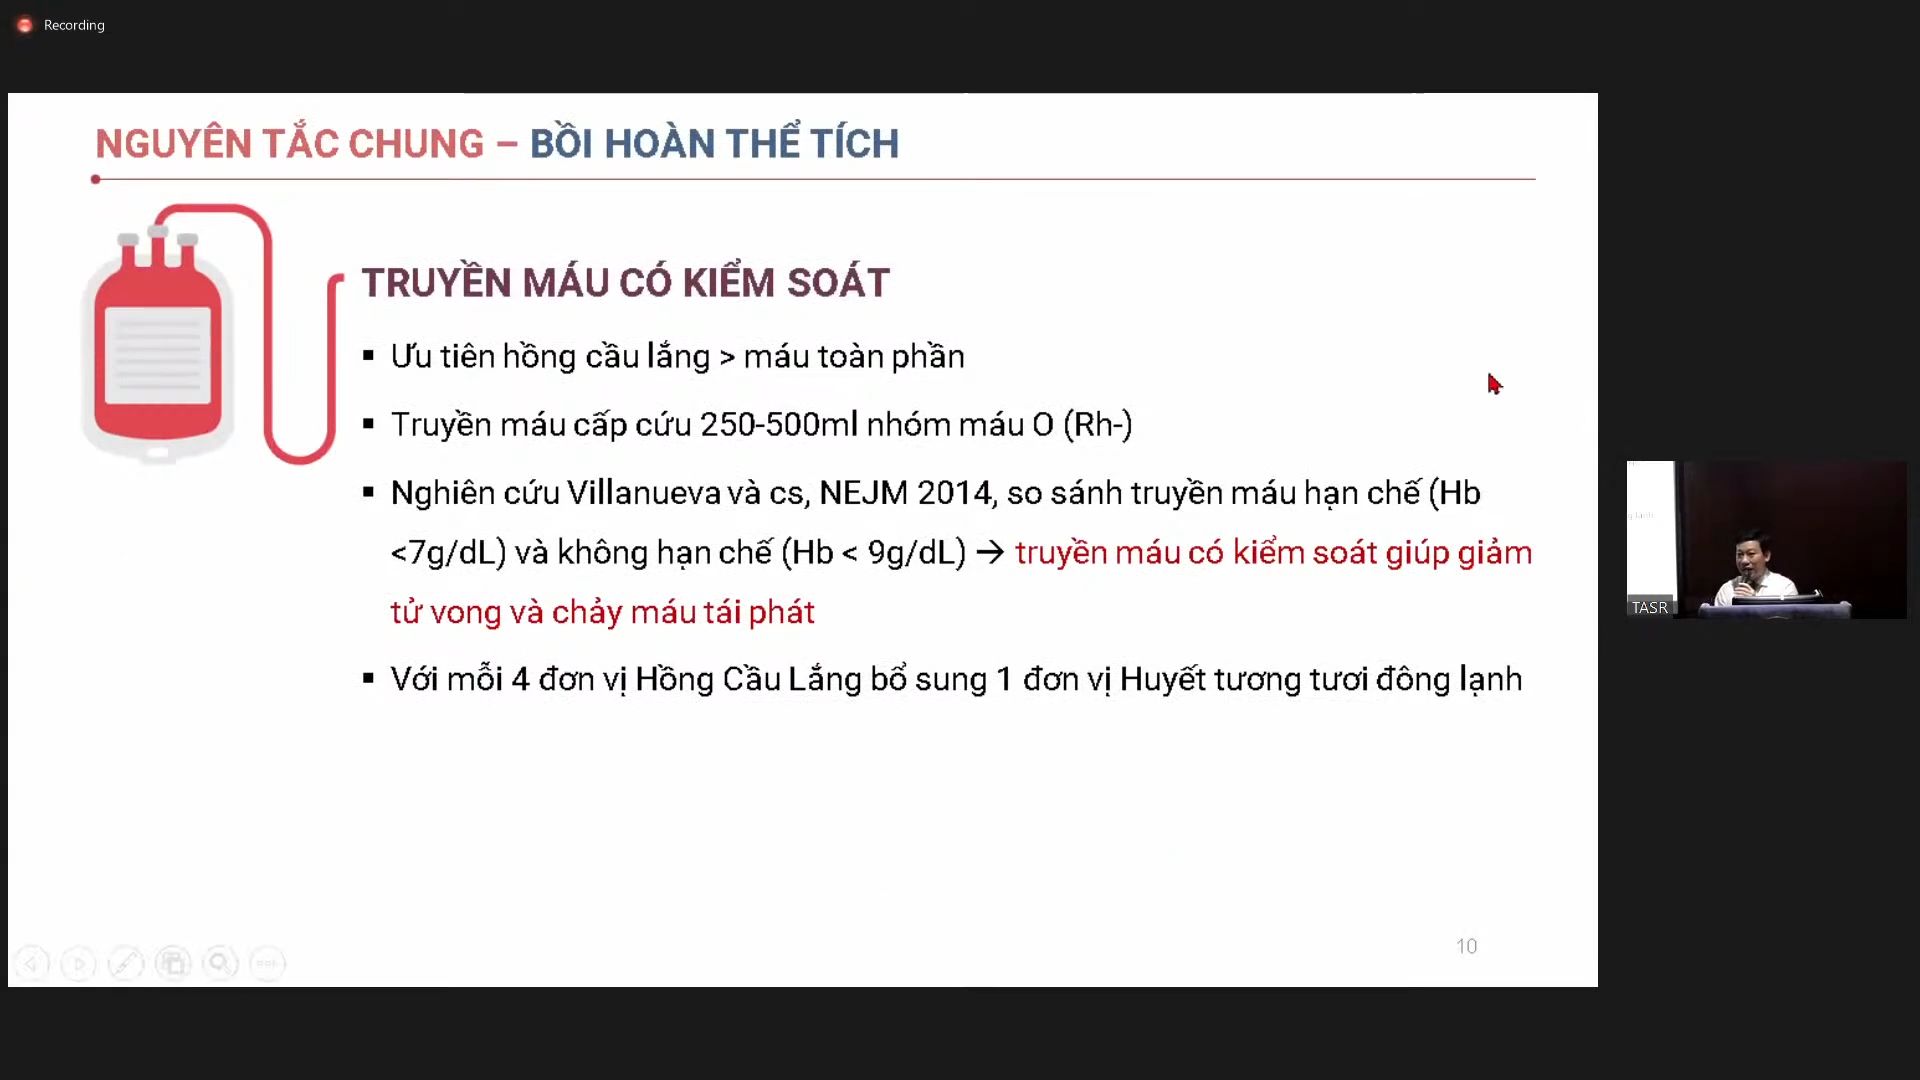 Recording
NGUYÊN TẮC CHUNG – BỒI HOÀN THỂ TÍCH
TRUYỀN MÁU CÓ KIỂM SOÁT
▪ Ưu tiên hồng cầu lắng > máu toàn phần
▪ Truyền máu cấp cứu 250-500ml nhóm máu O (Rh-)
▪ Nghiên cứu Villanueva và cs, NEJM 2014, so sánh truyền máu hạn chế (Hb
<7g/dL) và không hạn chế (Hb < 9g/dL) → truyền máu có kiểm soát giúp giảm
tử vong và chảy máu tái phát
▪ Với mỗi 4 đơn vị Hồng Cầu Lắng bổ sung 1 đơn vị Huyết tương tươi đông lạnh
10
TASR